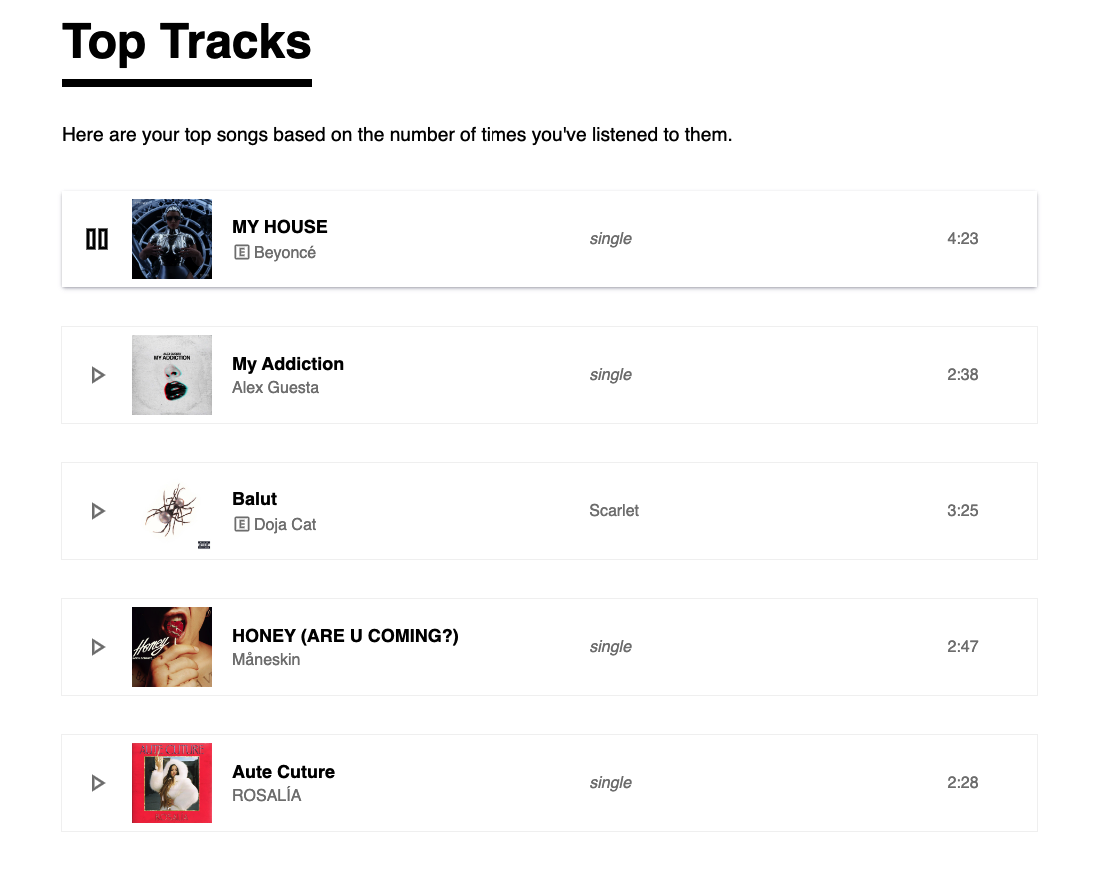 Top Tracks
Here are your top songs based on the number of times you've listened to them.
MY HOUSE
E Beyoncé
single
4:23
MY ADDICTION
My Addiction
Alex Guesta
single
2:38
Balut
E Doja Cat
Scarlet
3:25
Honey
HONEY (ARE U COMING?)
Måneskin
single
2:47
Aute Cuture
ROSALÍA
single
2:28